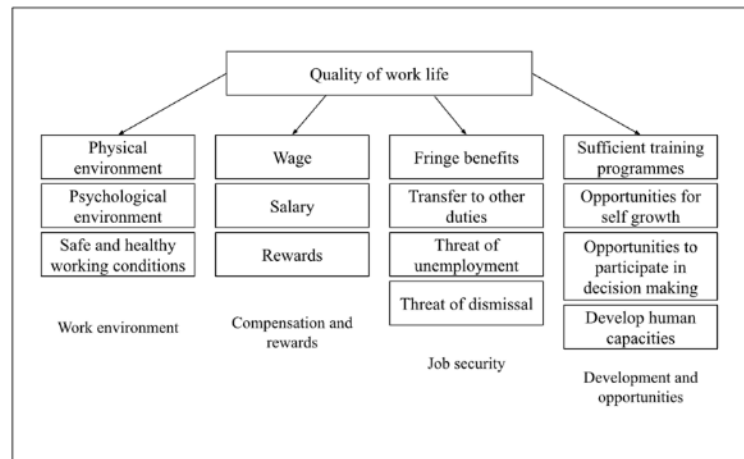 Quality of work life
Physical
environment
Psychological
environment
Safe and healthy
working conditions
Work environment
Wage
Salary
Rewards
Compensation and
rewards
Fringe benefits
Transfer to other
duties
Threat of
unemployment
Threat of dismissal
Job security
Sufficient training
programmes
Opportunities for
self growth
Opportunities to
participate in
decision making
Develop human
capacities
Development and
opportunities